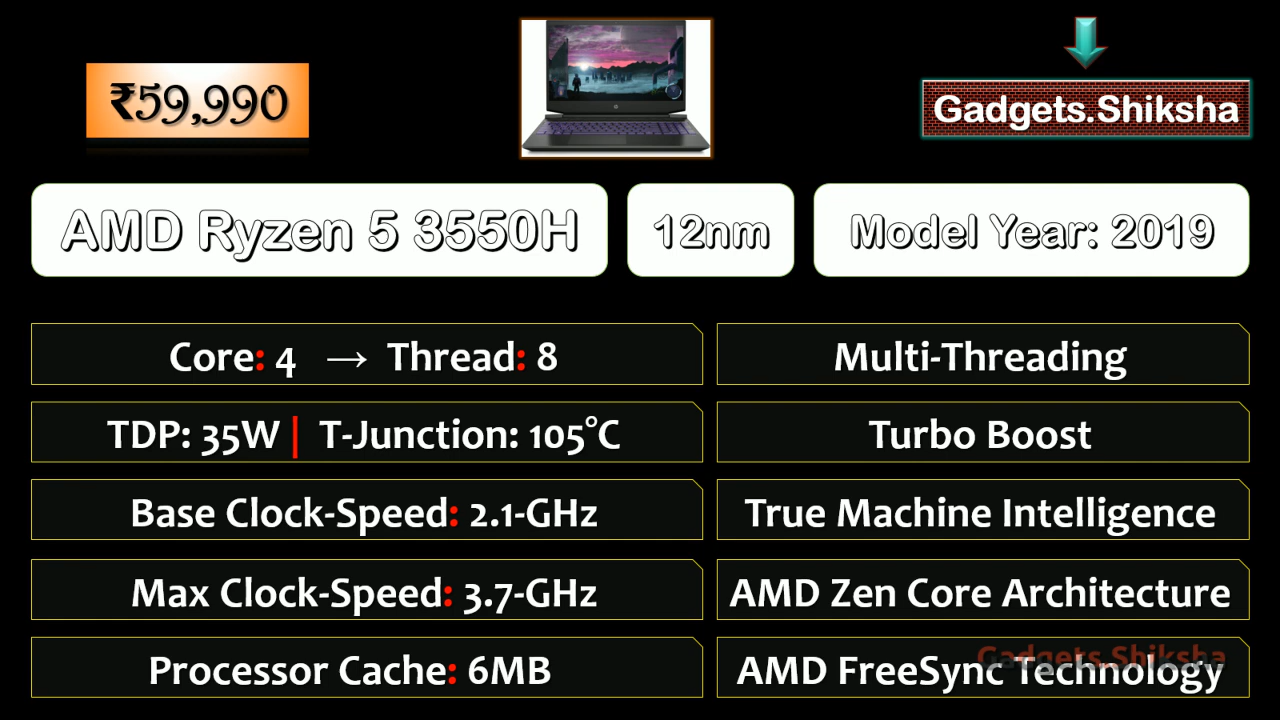 ₹59,990
Gadgets.Shiksha
AMD Ryzen 5 3550H
12nm
Model Year: 2019
Core: 4 → Thread: 8
Multi-Threading
TDP: 35W | T-Junction: 105°C
Turbo Boost
Base Clock-Speed: 2.1-GHz
True Machine Intelligence
Max Clock-Speed: 3.7-GHz
AMD Zen Core Architecture
Processor Cache: 6MB
AMD FreeSync Technology
Gadgets.Shiksha